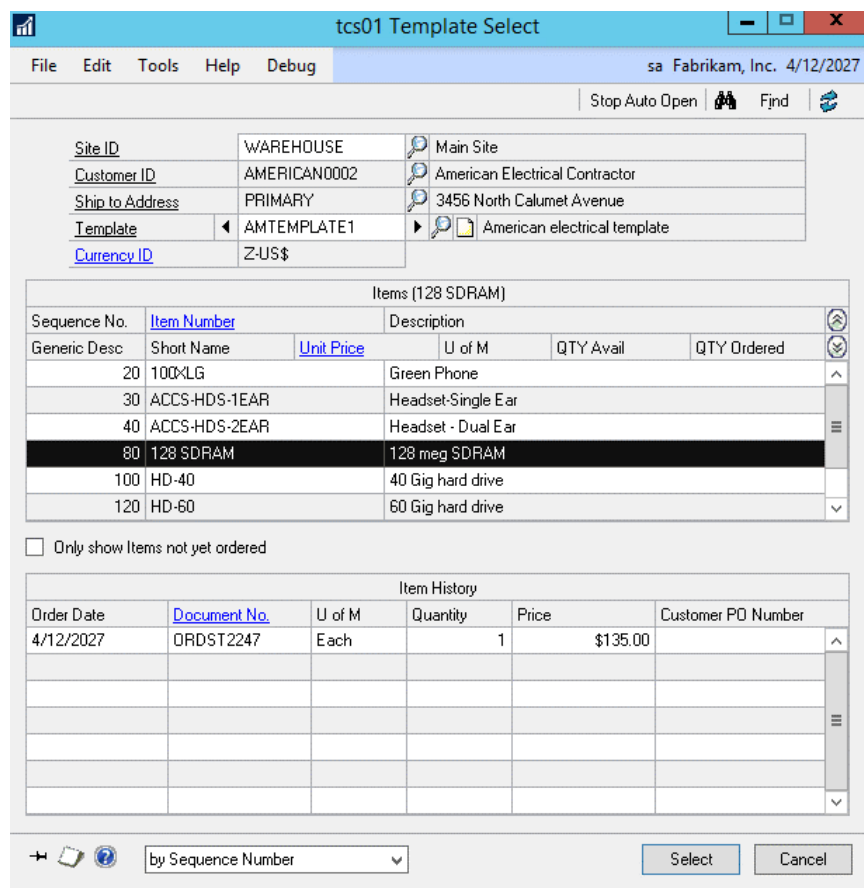 tcs01 Template Select
File Edit Tools Help Debug sa Fabrikam, Inc. 4/12/2027
Stop Auto Open Find
Site ID WAREHOUSE Main Site
Customer ID AMERICAN0002 American Electrical Contractor
Ship to Address PRIMARY 3456 North Calumet Avenue
Template AMTEMPLATE1 American electrical template
Currency ID Z-US$
Items (128 SDRAM)
Sequence No. Item Number Description
Generic Desc Short Name Unit Price U of M QTY Avail QTY Ordered
20 100XLG Green Phone
30 ACCS-HDS-1EAR Headset-Single Ear
40 ACCS-HDS-2EAR Headset - Dual Ear
80 128 SDRAM 128 meg SDRAM
100 HD-40 40 Gig hard drive
120 HD-60 60 Gig hard drive
Only show Items not yet ordered
Item History
Order Date Document No. U of M Quantity Price Customer PO Number
4/12/2027 ORDST2247 Each 1 $135.00
by Sequence Number Select Cancel